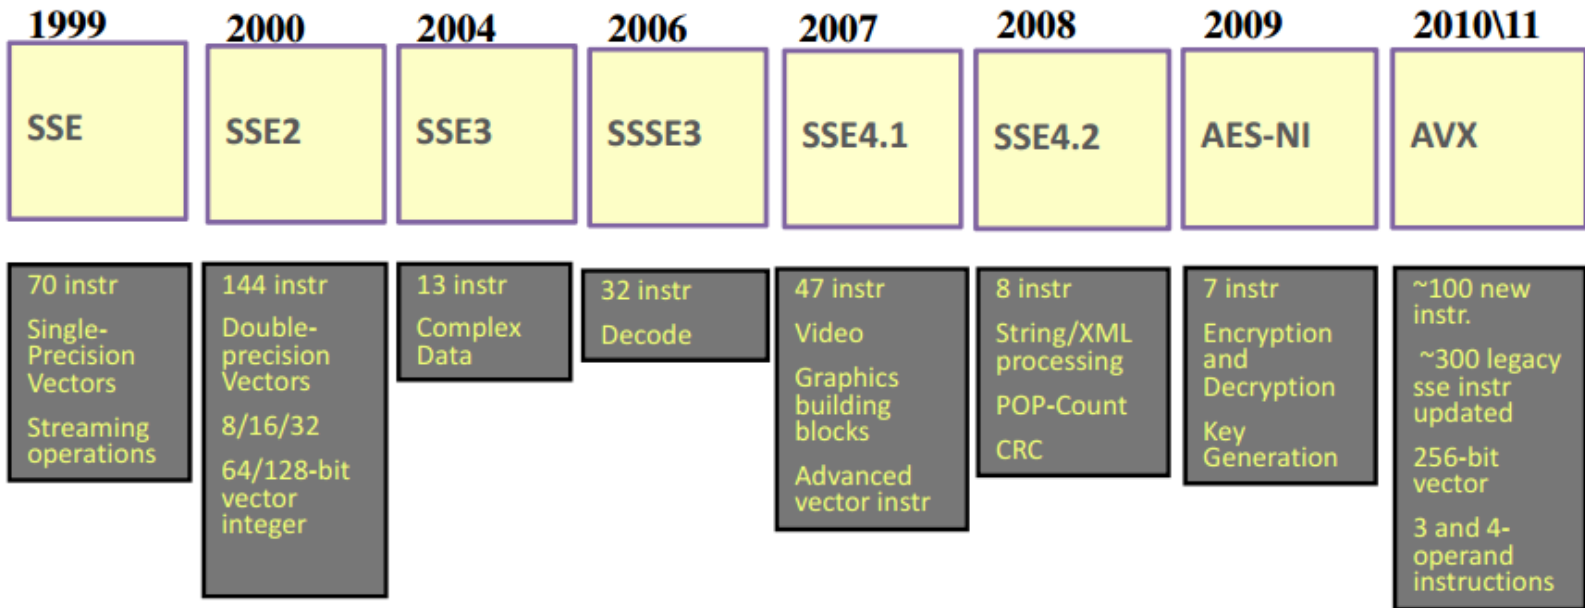 1999
2000
2004
2006
2007
2008
2009
2010\11
SSE
SSE2
SSE3
SSSE3
SSE4.1
SSE4.2
AES-NI
AVX
70 instr
Single-
Precision
Vectors
Streaming
operations
144 instr
Double-
precision
Vectors
8/16/32
64/128-bit
vector
integer
13 instr
Complex
Data
32 instr
Decode
47 instr
Video
Graphics
building
blocks
Advanced
vector instr
8 instr
String/XML
processing
POP-Count
CRC
7 instr
Encryption
and
Decryption
Key
Generation
~100 new
instr.
~300 legacy
sse instr
updated
256-bit
vector
3 and 4-
operand
instructions